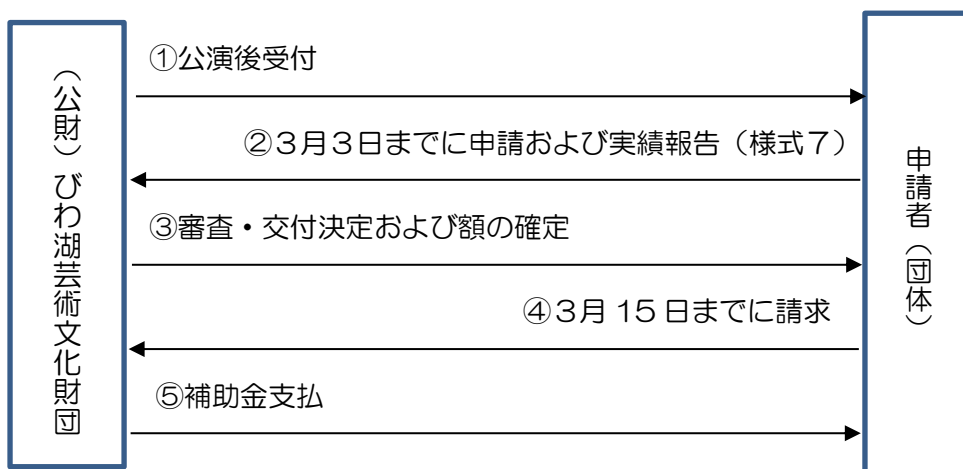 (公財)びわ湖芸術文化財団
①公演後受付
②3月3日までに申請および実績報告(様式7)
③審査・交付決定および額の確定
④3月15日までに請求
⑤補助金支払
申請者(団体)